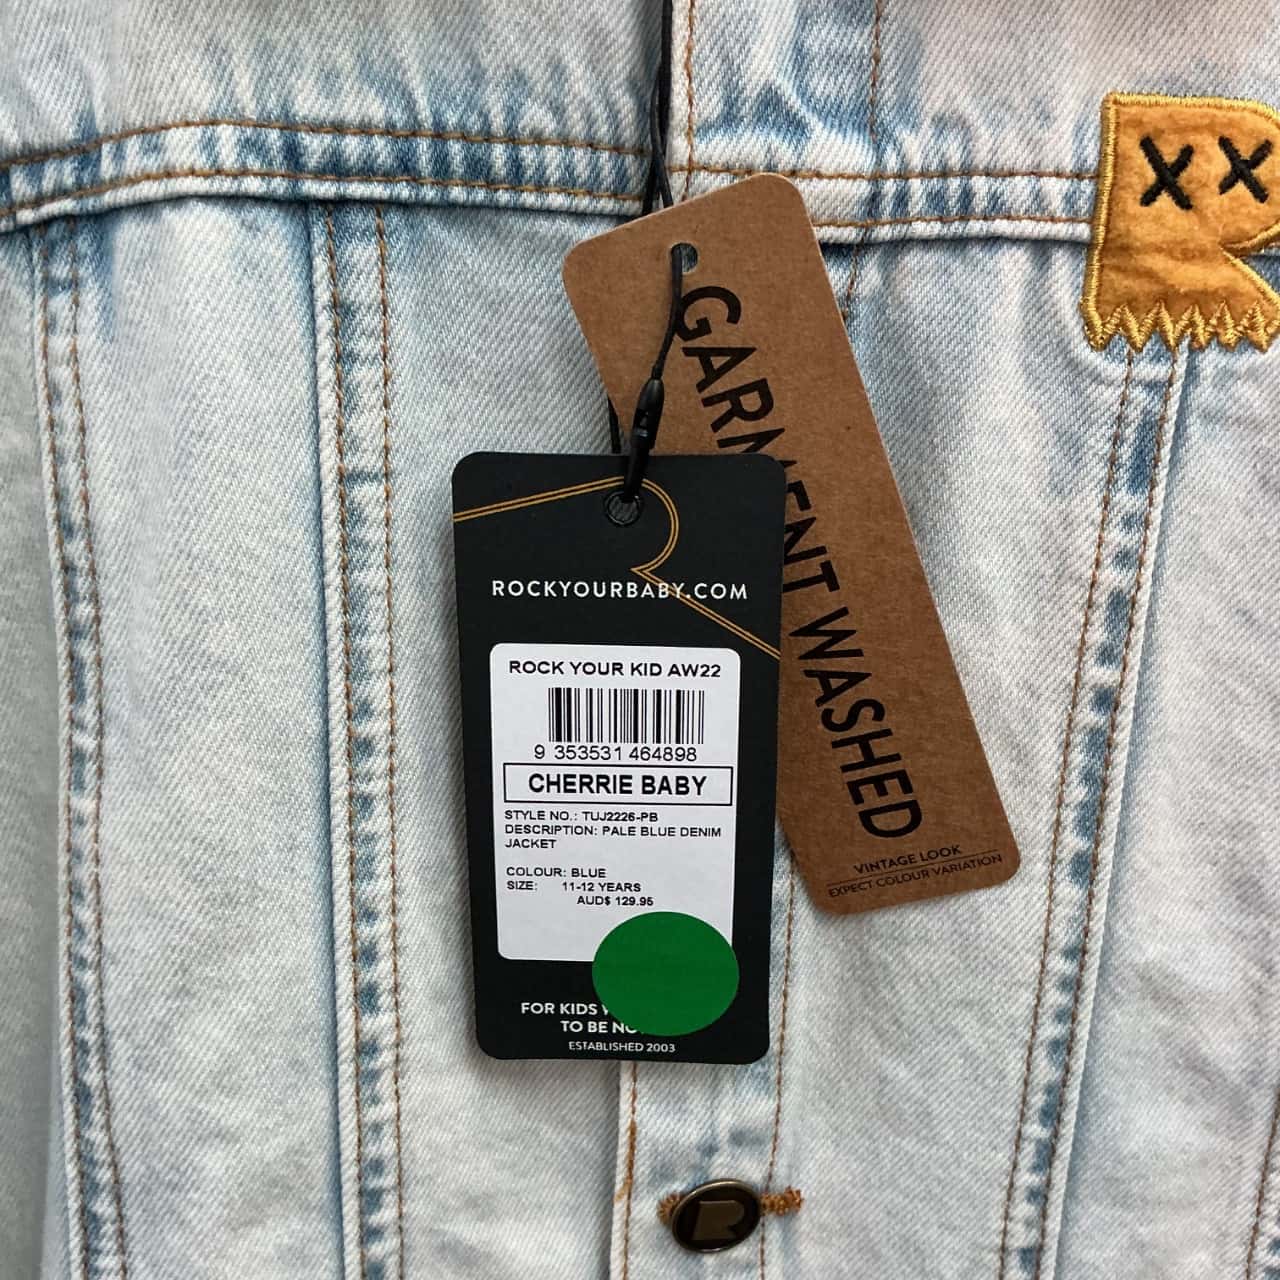 GARMENT WASHED
VINTAGE LOOK
EXPECT COLOUR VARIATION
ROCKYOURBABY.COM
ROCK YOUR KID AW22
9 353531 464898
CHERRIE BABY
STYLE NO.: TUJ2226-PB
DESCRIPTION: PALE BLUE DENIM
JACKET
COLOUR: BLUE
SIZE: 11-12 YEARS
AUD$ 129.95
FOR KIDS
TO BE
ESTABLISHED 2003
R